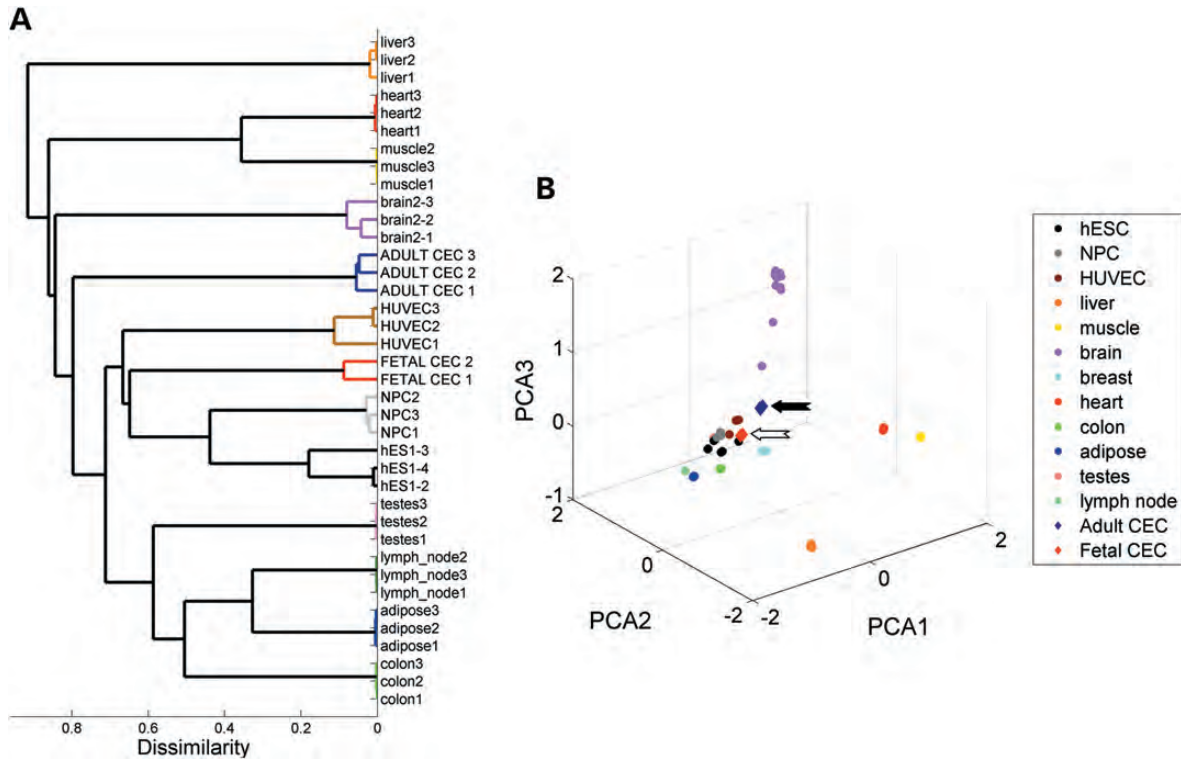 A
liver3
liver2
liver1
heart3
heart2
heart1
muscle2
muscle3
muscle1
brain2-3
brain2-2
brain2-1
ADULT CEC 3
ADULT CEC 2
ADULT CEC 1
HUVEC3
HUVEC2
HUVEC1
FETAL CEC 2
FETAL CEC 1
NPC2
NPC3
NPC1
hES1-3
hES1-4
hES1-2
testes3
testes2
testes1
lymph_node2
lymph_node3
lymph_node1
adipose3
adipose2
adipose1
colon3
colon2
colon1
0.8 0.6 0.4 0.2 0
Dissimilarity
B
2
1
0
-1
PCA3
2
0
-2
PCA2
-2
0
2
PCA1
hESC
NPC
HUVEC
liver
muscle
brain
breast
heart
colon
adipose
testes
lymph node
Adult CEC
Fetal CEC